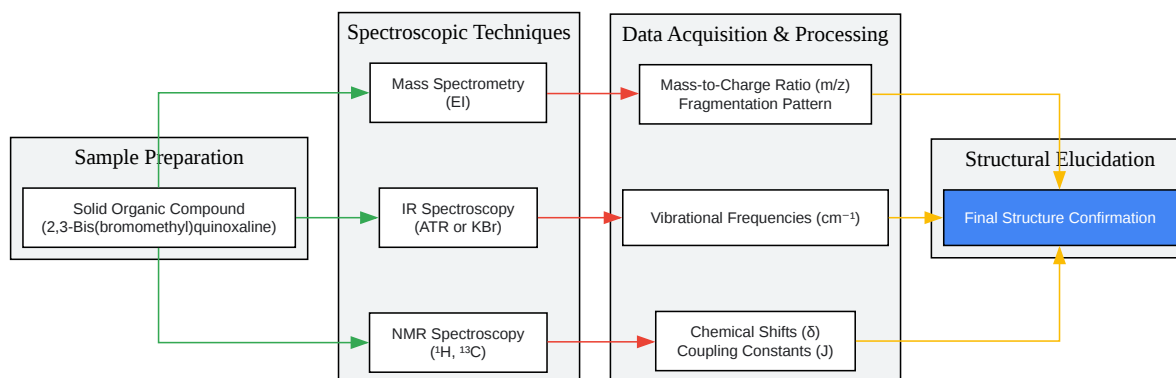 Sample Preparation
Solid Organic Compound
(2,3-Bis(bromomethyl)quinoxaline)
Spectroscopic Techniques
Mass Spectrometry
(EI)
IR Spectroscopy
(ATR or KBr)
NMR Spectroscopy
(¹H, ¹³C)
Data Acquisition & Processing
Mass-to-Charge Ratio (m/z)
Fragmentation Pattern
Vibrational Frequencies (cm⁻¹)
Chemical Shifts (δ)
Coupling Constants (J)
Structural Elucidation
Final Structure Confirmation